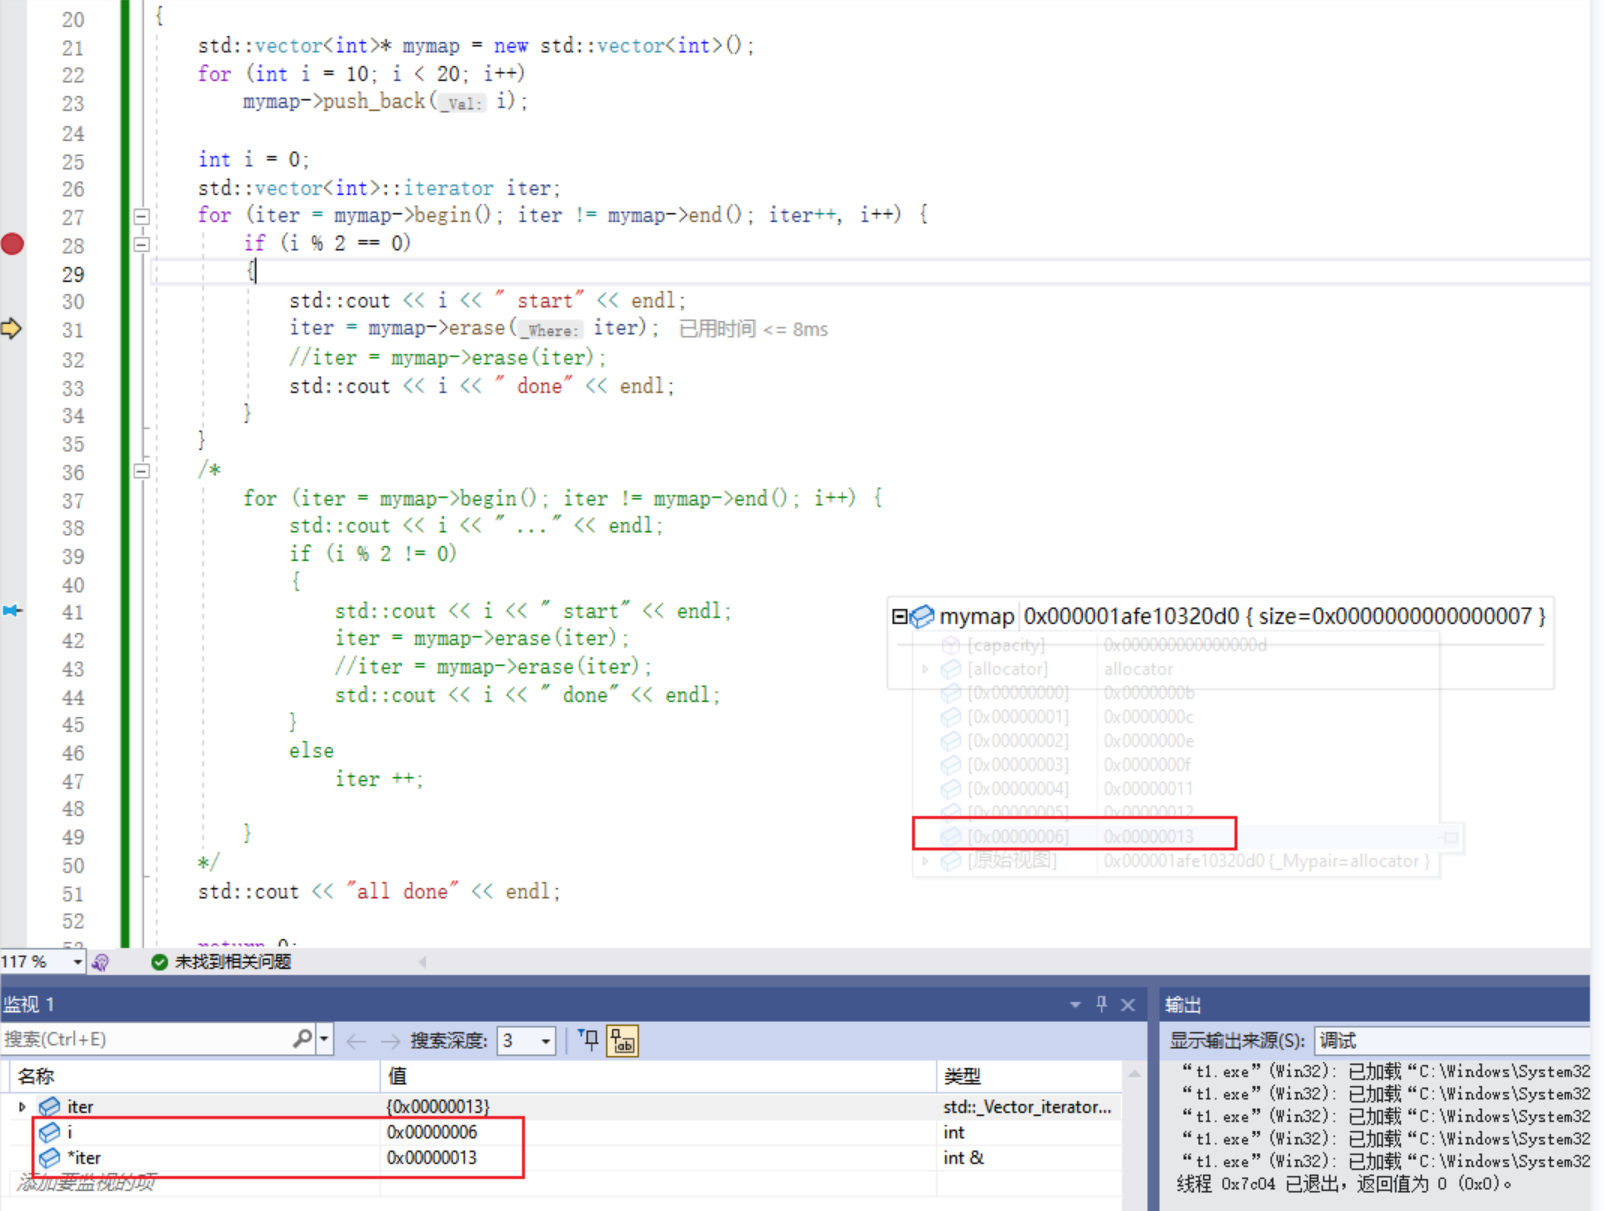 20 {
21 std::vector<int>* mymap = new std::vector<int>();
22 for (int i = 10; i < 20; i++)
23 mymap->push_back(_Val: i);
24
25 int i = 0;
26 std::vector<int>::iterator iter;
27 for (iter = mymap->begin(); iter != mymap->end(); iter++, i++) {
28 if (i % 2 == 0)
29 {
30 std::cout << i << " start" << endl;
31 iter = mymap->erase(_Where: iter); 已用时间 <= 8ms
32 //iter = mymap->erase(iter);
33 std::cout << i << " done" << endl;
34 }
35 }
36 /*
37 for (iter = mymap->begin(); iter != mymap->end(); i++) {
38 std::cout << i << " ..." << endl;
39 if (i % 2 != 0)
40 {
41 std::cout << i << " start" << endl;
42 iter = mymap->erase(iter);
43 //iter = mymap->erase(iter);
44 std::cout << i << " done" << endl;
45 }
46 else
47 iter ++;
48
49 }
50 */
51 std::cout << "all done" << endl;
52
53 return 0;
mymap 0x000001afe10320d0 { size=0x0000000000000007 }
[capacity] 0x000000000000000d
[allocator] allocator
[0x00000000] 0x0000000b
[0x00000001] 0x0000000c
[0x00000002] 0x0000000e
[0x00000003] 0x0000000f
[0x00000004] 0x00000011
[0x00000005] 0x00000012
[0x00000006] 0x00000013
[原始视图] 0x000001afe10320d0 {_Mypair=allocator }
117 % 未找到相关问题
监视 1
搜索(Ctrl+E) 搜索深度: 3
名称 值 类型
iter {0x00000013} std::_Vector_iterator...
i 0x00000006 int
*iter 0x00000013 int &
添加要监视的项
输出
显示输出来源(S): 调试
“t1.exe”(Win32): 已加载“C:\Windows\System32
“t1.exe”(Win32): 已加载“C:\Windows\System32
“t1.exe”(Win32): 已加载“C:\Windows\System32
“t1.exe”(Win32): 已加载“C:\Windows\System32
“t1.exe”(Win32): 已加载“C:\Windows\System32
线程 0x7c04 已退出，返回值为 0 (0x0)。